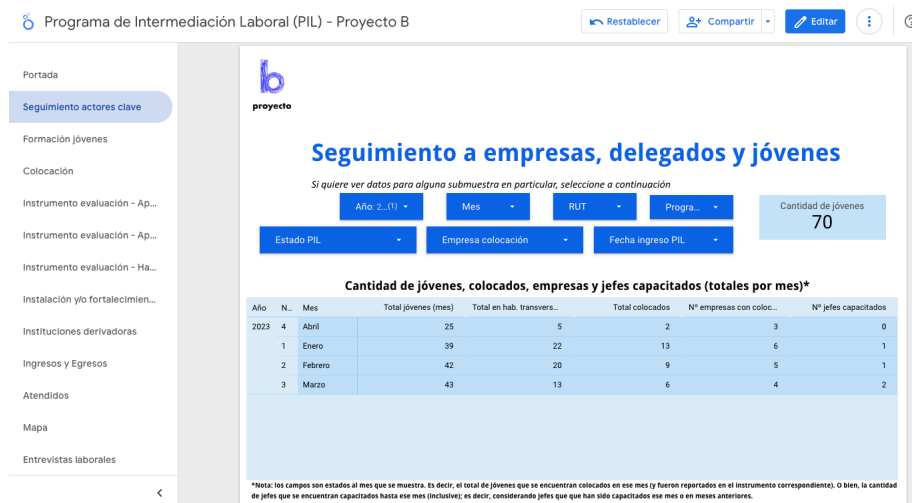 Programa de Intermediación Laboral (PIL) - Proyecto B
Restablecer
Compartir
Editar
Portada
Seguimiento actores clave
Formación jóvenes
Colocación
Instrumento evaluación - Ap...
Instrumento evaluación - Ap...
Instrumento evaluación - Ha...
Instalación y/o fortalecimien...
Instituciones derivadoras
Ingresos y Egresos
Atendidos
Mapa
Entrevistas laborales
b
proyecto
Seguimiento a empresas, delegados y jóvenes
Si quiere ver datos para alguna submuestra en particular, seleccione a continuación
Año: 2...(1) Mes RUT Progra...
Cantidad de jóvenes
70
Estado PIL Empresa colocación Fecha ingreso PIL
Cantidad de jóvenes, colocados, empresas y jefes capacitados (totales por mes)*
Año N... Mes Total jóvenes (mes) Total en hab. transvers... Total colocados Nº empresas con coloc... Nº jefes capacitados
2023 4 Abril 25 5 2 3 0
1 Enero 39 22 13 6 1
2 Febrero 42 20 9 5 1
3 Marzo 43 13 6 4 2
*Nota: los campos son estados al mes que se muestra. Es decir, el total de jóvenes que se encuentran colocados en ese mes (y fueron reportados en el instrumento correspondiente). O bien, la cantidad
de jefes que se encuentran capacitados hasta ese mes (inclusive); es decir, considerando jefes que que han sido capacitados ese mes o en meses anteriores.